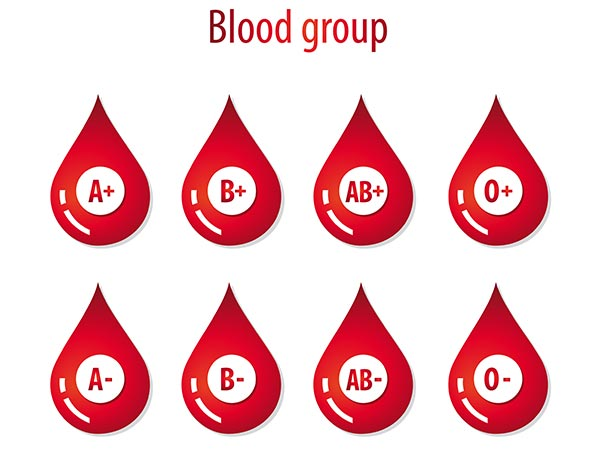 Blood group
A+ B+ AB+ O+
A- B- AB- O-